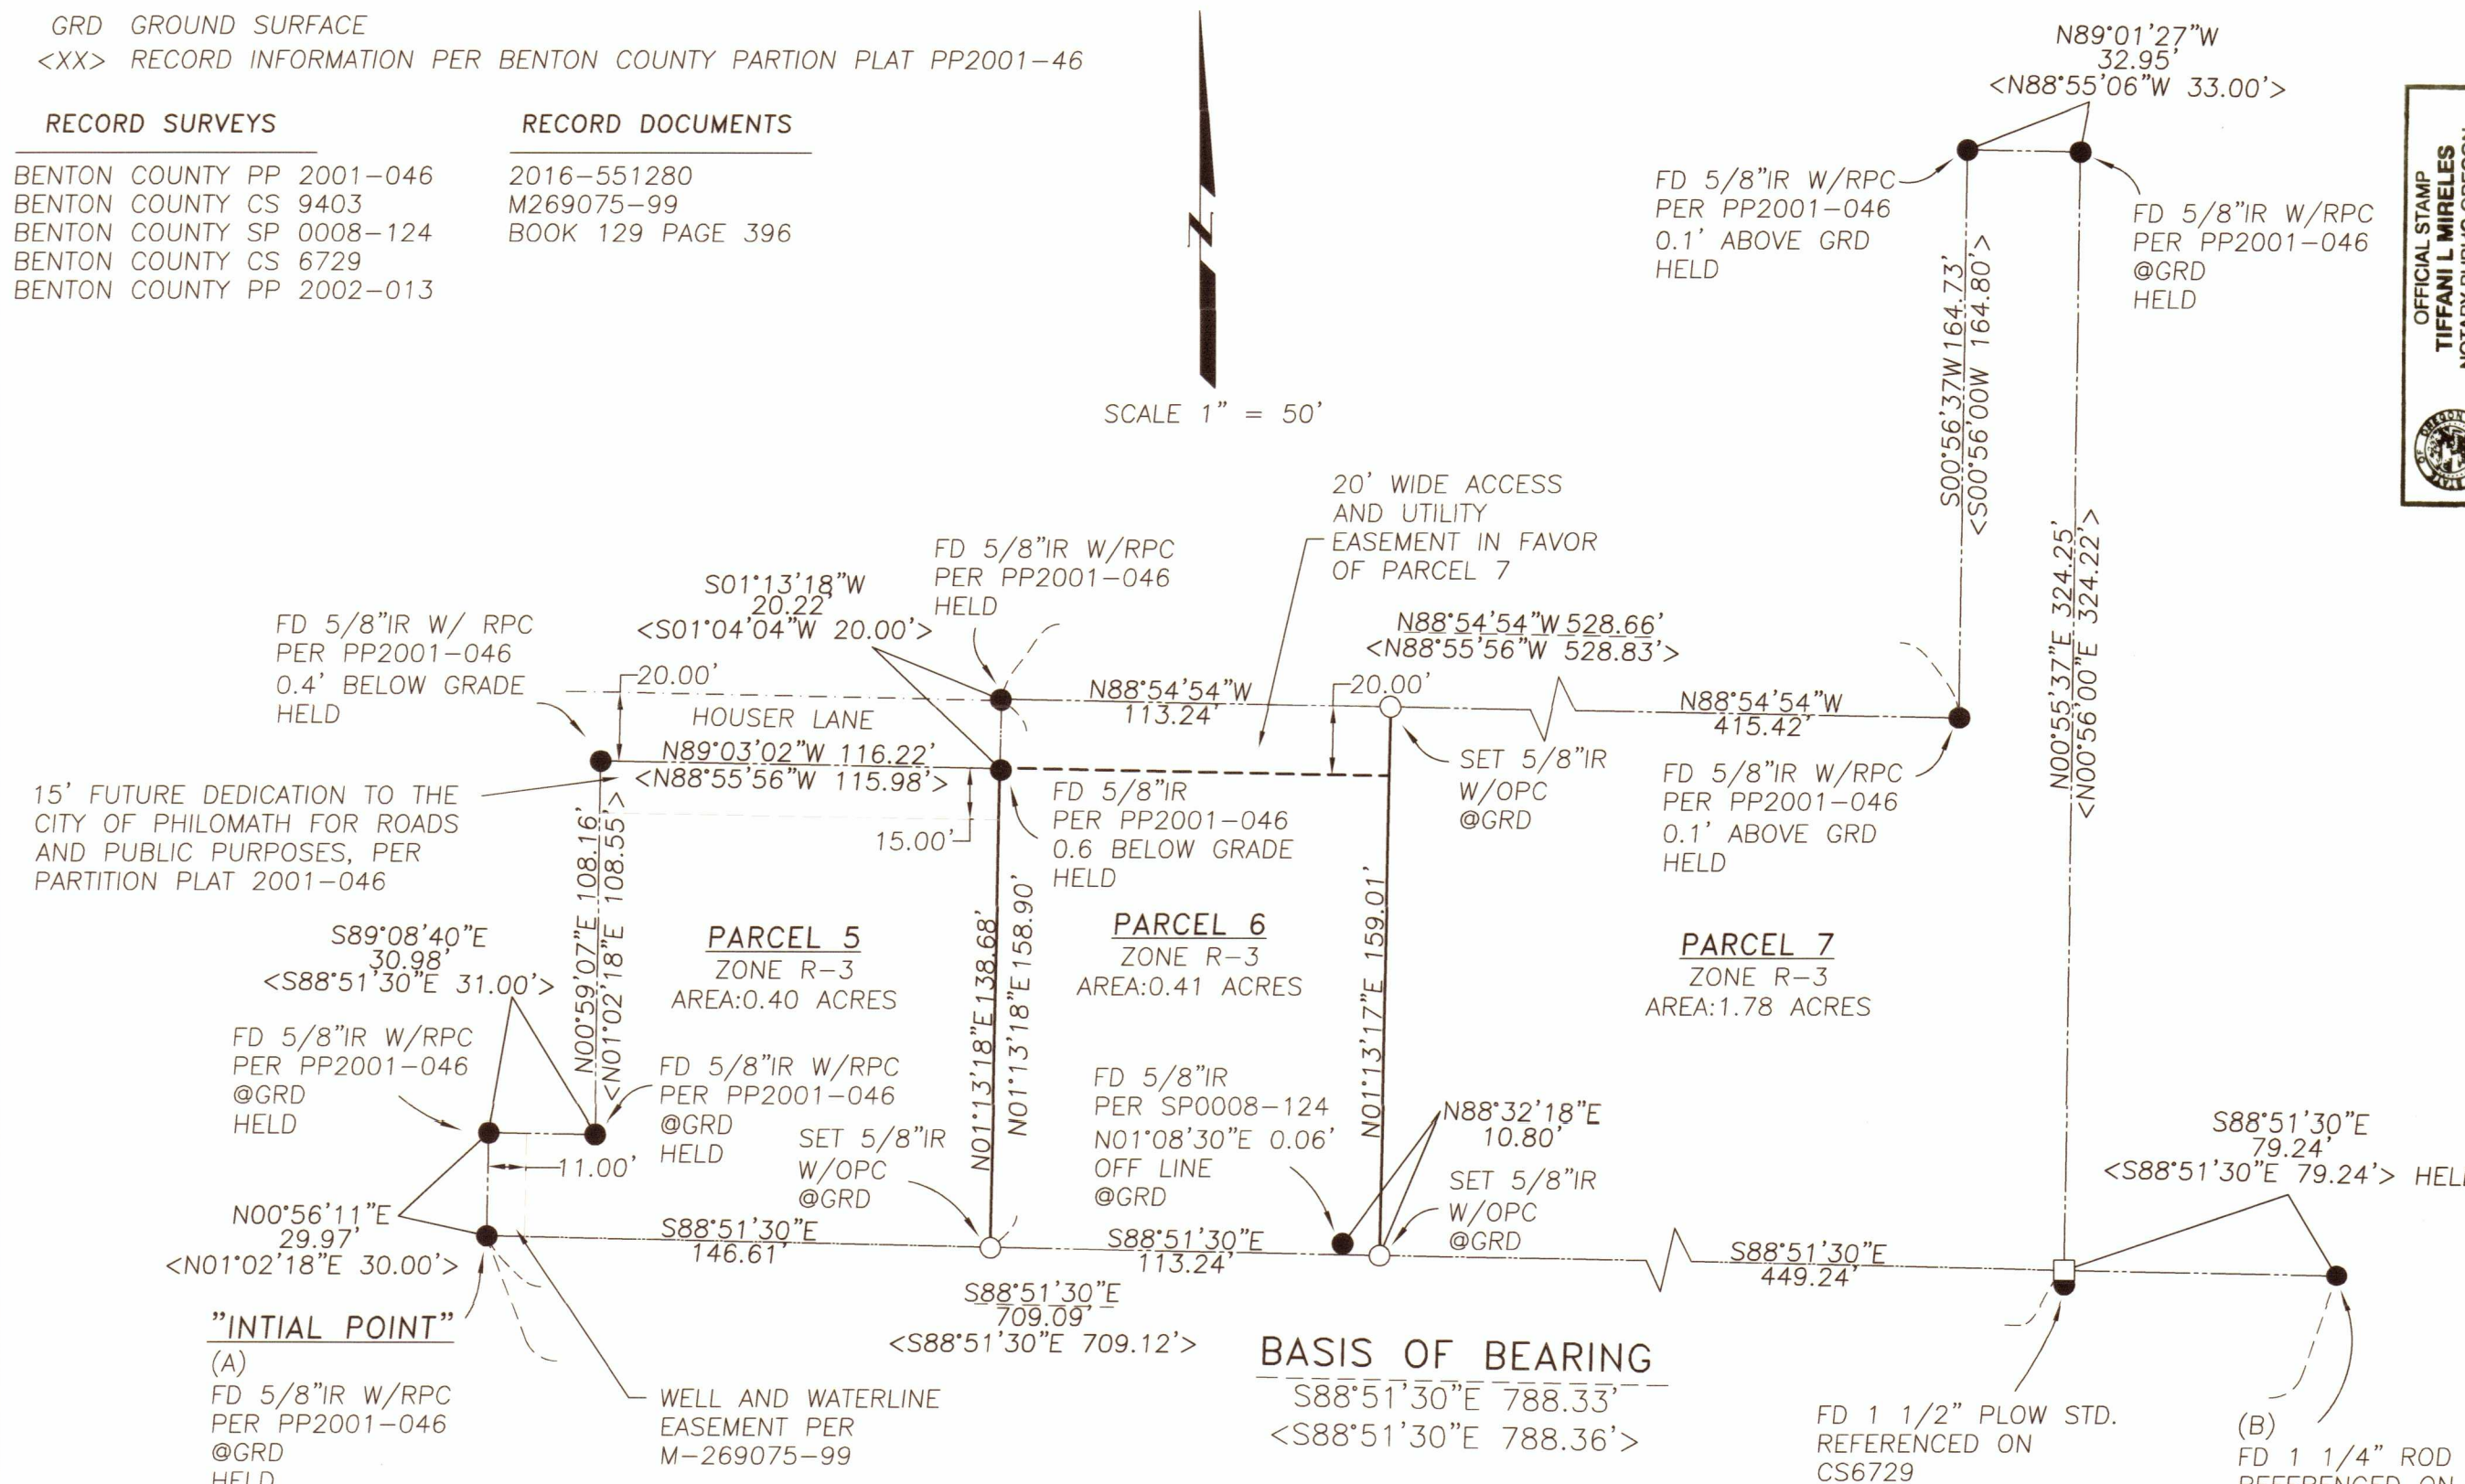 GRD GROUND SURFACE
<XX> RECORD INFORMATION PER BENTON COUNTY PARTION PLAT PP2001-46
RECORD SURVEYS
BENTON COUNTY PP 2001-046
BENTON COUNTY CS 9403
BENTON COUNTY SP 0008-124
BENTON COUNTY CS 6729
BENTON COUNTY PP 2002-013
RECORD DOCUMENTS
2016-551280
M269075-99
BOOK 129 PAGE 396
N
SCALE 1" = 50'
N89°01'27"W
32.95'
<N88°55'06"W 33.00'>
FD 5/8"IR W/RPC
PER PP2001-046
0.1' ABOVE GRD
HELD
FD 5/8"IR W/RPC
PER PP2001-046
@GRD
HELD
OFFICIAL STAMP
TIFFANI L MIRELES
S00°56'37W 164.73'
<S00°56'00W 164.80'>
N00°55'37"E 324.25'
<N00°56'00"E 324.22'>
20' WIDE ACCESS
AND UTILITY
EASEMENT IN FAVOR
OF PARCEL 7
FD 5/8"IR W/RPC
PER PP2001-046
HELD
S01°13'18"W
20.22'
<S01°04'04"W 20.00'>
FD 5/8"IR W/ RPC
PER PP2001-046
0.4' BELOW GRADE
HELD
20.00'
HOUSER LANE
N88°54'54"W
113.24'
N88°54'54"W 528.66'
<N88°55'56"W 528.83'>
20.00'
N88°54'54"W
415.42'
N89°03'02"W 116.22'
<N88°55'56"W 115.98'>
15.00'
15' FUTURE DEDICATION TO THE
CITY OF PHILOMATH FOR ROADS
AND PUBLIC PURPOSES, PER
PARTITION PLAT 2001-046
FD 5/8"IR
PER PP2001-046
0.6 BELOW GRADE
HELD
SET 5/8"IR
W/OPC
@GRD
FD 5/8"IR W/RPC
PER PP2001-046
0.1' ABOVE GRD
HELD
N00°59'07"E 108.16'
<N01°02'18"E 108.55'>
S89°08'40"E
30.98'
<S88°51'30"E 31.00'>
PARCEL 5
ZONE R-3
AREA:0.40 ACRES
N01°13'18"E 138.68'
N01°13'18"E 158.90'
PARCEL 6
ZONE R-3
AREA:0.41 ACRES
N01°13'17"E 159.01'
PARCEL 7
ZONE R-3
AREA:1.78 ACRES
FD 5/8"IR W/RPC
PER PP2001-046
@GRD
HELD
FD 5/8"IR W/RPC
PER PP2001-046
@GRD
HELD
11.00'
SET 5/8"IR
W/OPC
@GRD
FD 5/8"IR
PER SP0008-124
N01°08'30"E 0.06'
OFF LINE
@GRD
N88°32'18"E
10.80'
SET 5/8"IR
W/OPC
@GRD
S88°51'30"E
79.24'
<S88°51'30"E 79.24'>
N00°56'11"E
29.97'
<N01°02'18"E 30.00'>
S88°51'30"E
146.61'
S88°51'30"E
113.24'
S88°51'30"E
449.24'
S88°51'30"E
709.09'
<S88°51'30"E 709.12'>
"INTIAL POINT"
(A)
FD 5/8"IR W/RPC
PER PP2001-046
@GRD
HELD
WELL AND WATERLINE
EASEMENT PER
M-269075-99
BASIS OF BEARING
S88°51'30"E 788.33'
<S88°51'30"E 788.36'>
FD 1 1/2" PLOW STD.
REFERENCED ON
CS6729
(B)
FD 1 1/4" ROD